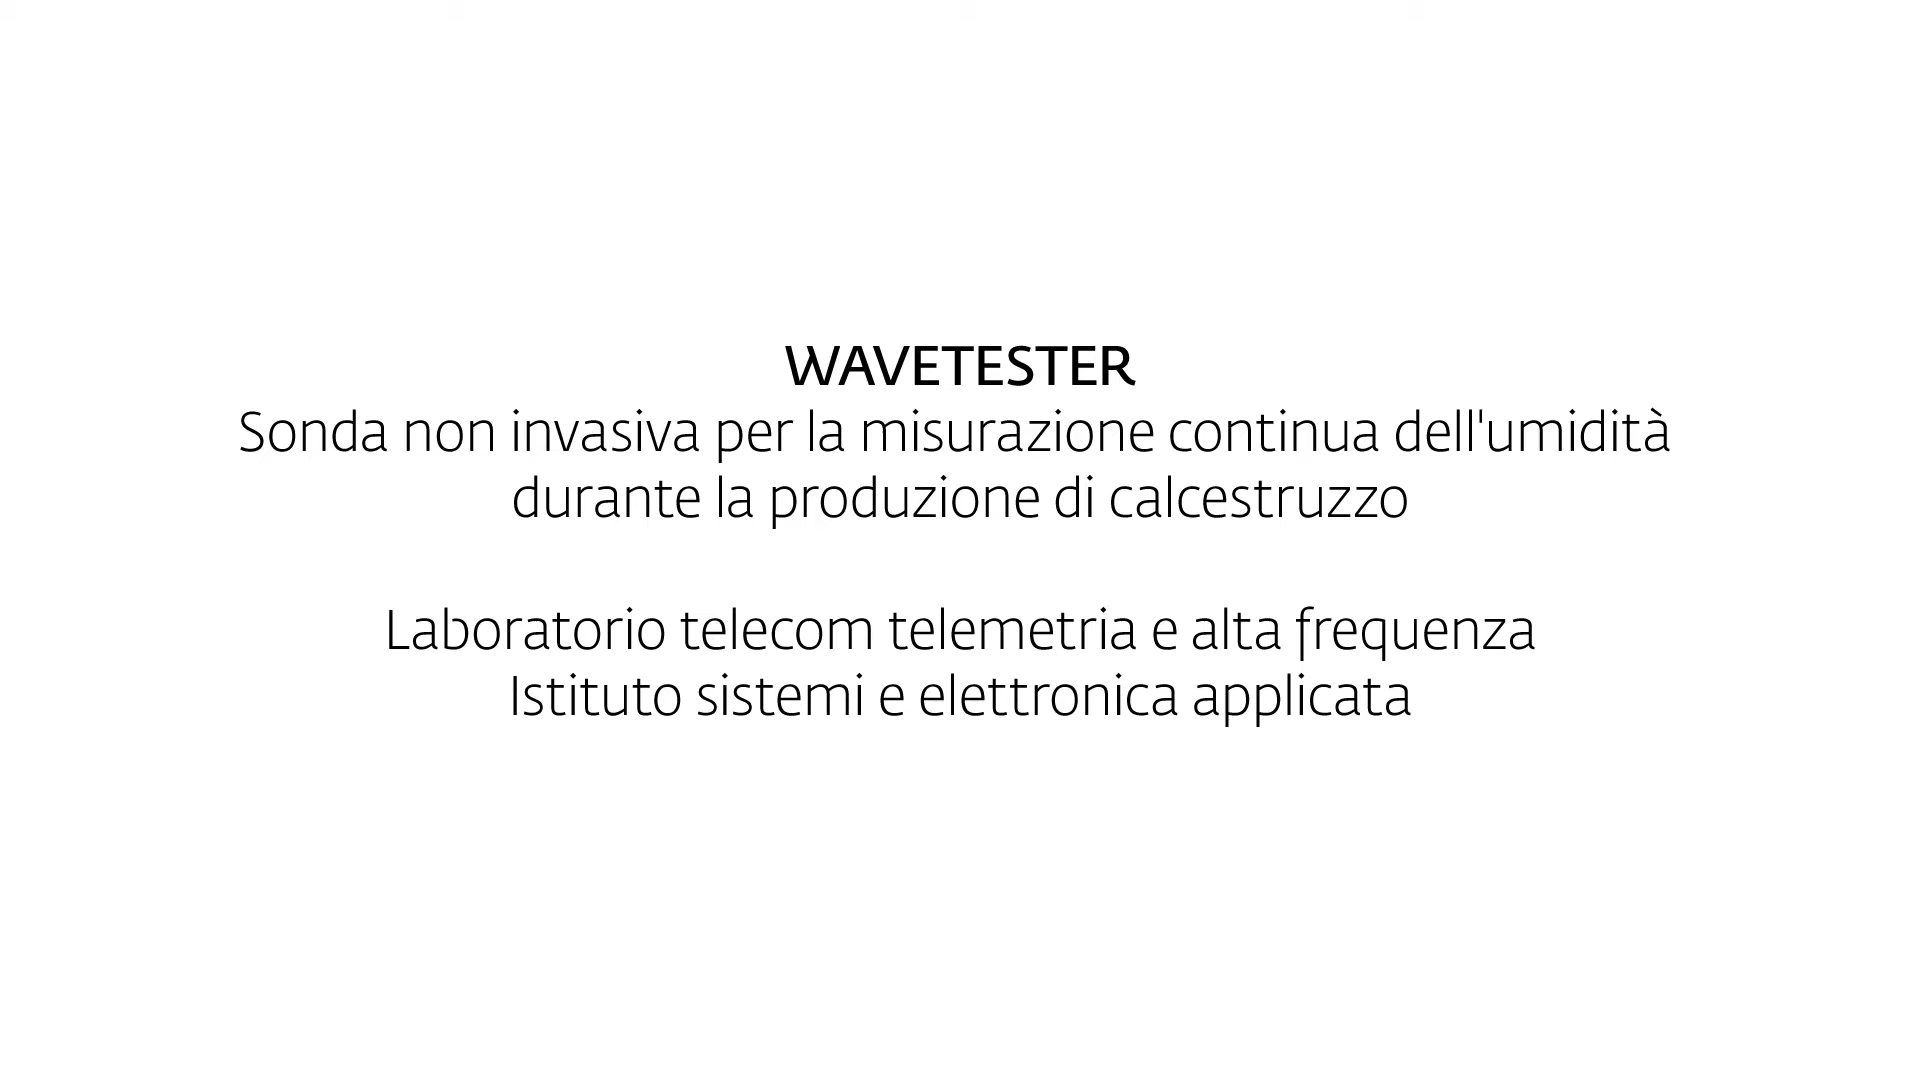 WAVETESTER
Sonda non invasiva per la misurazione continua dell'umidità
durante la produzione di calcestruzzo
Laboratorio telecom telemetria e alta frequenza
Istituto sistemi e elettronica applicata